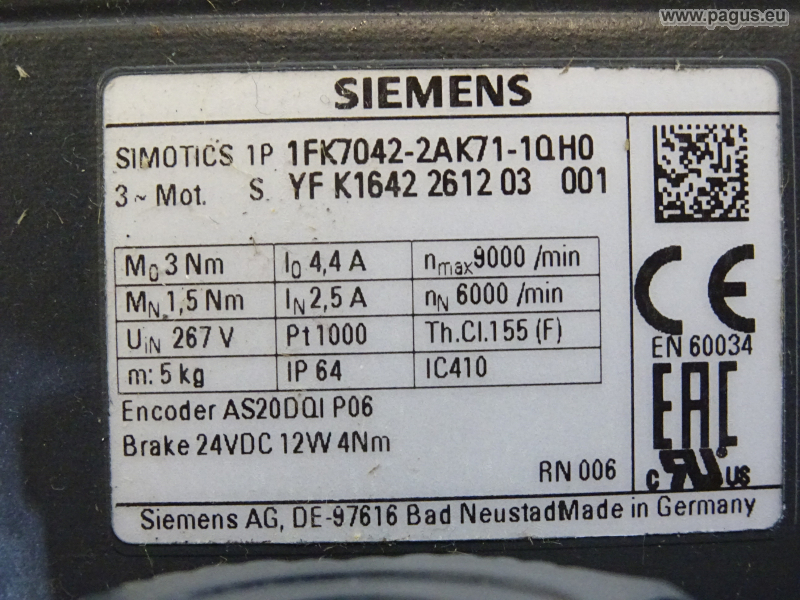 www.pagus.eu
SIEMENS
SIMOTICS 1P 1FK7042-2AK71-1QH0
3 ~ Mot. S. YF K1642 2612 03 001
M0 3 Nm I0 4,4 A nmax 9000 /min
MN 1,5 Nm IN 2,5 A nN 6000 /min
UIN 267 V Pt1000 Th.Cl.155 (F)
m: 5 kg IP 64 IC410
Encoder AS20DQI P06
Brake 24VDC 12W 4Nm
RN 006
CE
EN 60034
EAC
c RU US
Siemens AG, DE-97616 Bad Neustadt Made in Germany